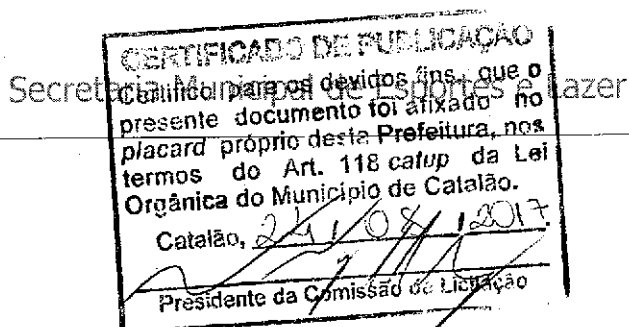 CERTIFICADO DE PUBLICAÇÃO
Secretaria Municipal de Esportes e Lazer
Certifico para os devidos fins, que o
presente documento foi afixado no
placard próprio desta Prefeitura, nos
termos do Art. 118 catup da Lei
Orgânica do Município de Catalão.
Catalão, 24 / 08 / 2017.
Presidente da Comissão de Licitação